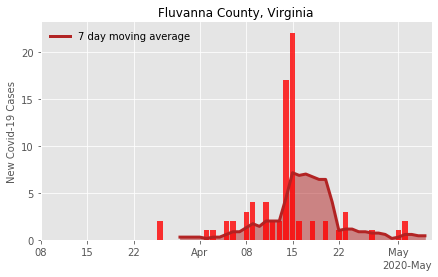 Fluvanna County, Virginia
7 day moving average
New Covid-19 Cases
20
15
10
5
0
08 15 22 Apr 08 15 22 May
08 2020-May